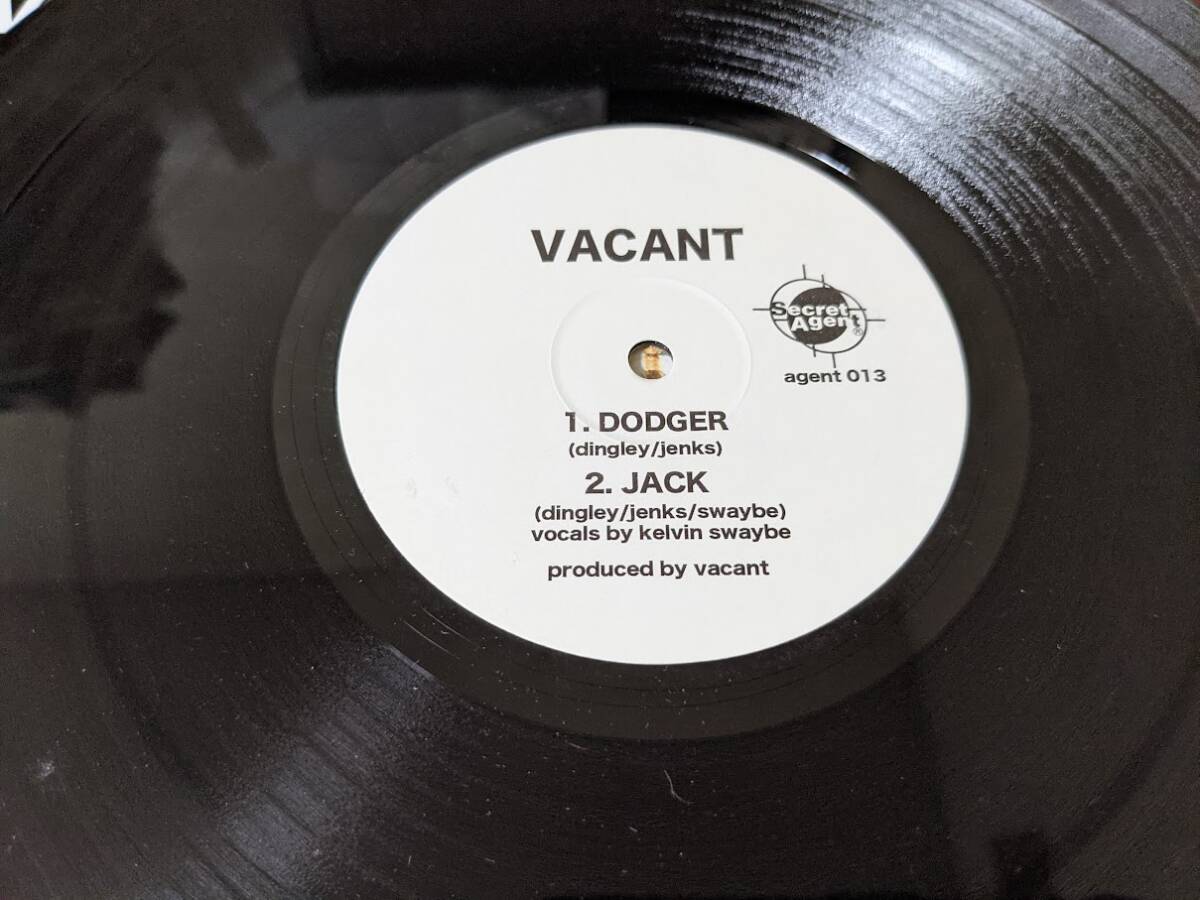 VACANT
Secret
Agent®
agent 013
1. DODGER
(dingley/jenks)
2. JACK
(dingley/jenks/swaybe)
vocals by kelvin swaybe
produced by vacant